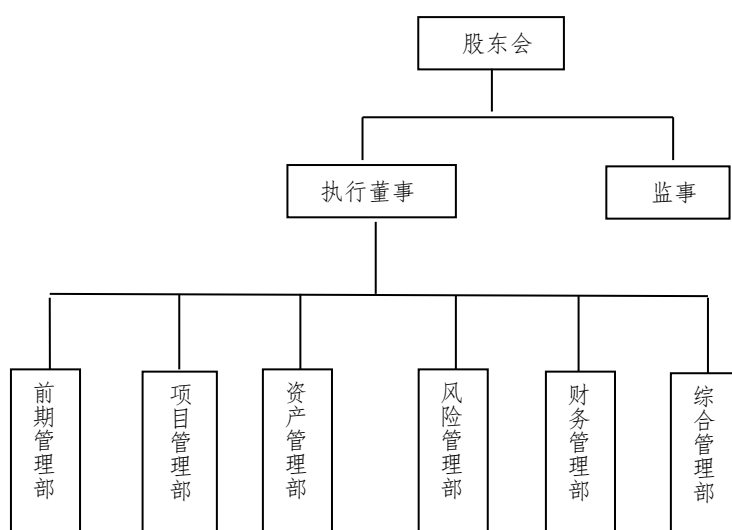 股东会
执行董事
监事
前期管理部
项目管理部
资产管理部
风险管理部
财务管理部
综合管理部